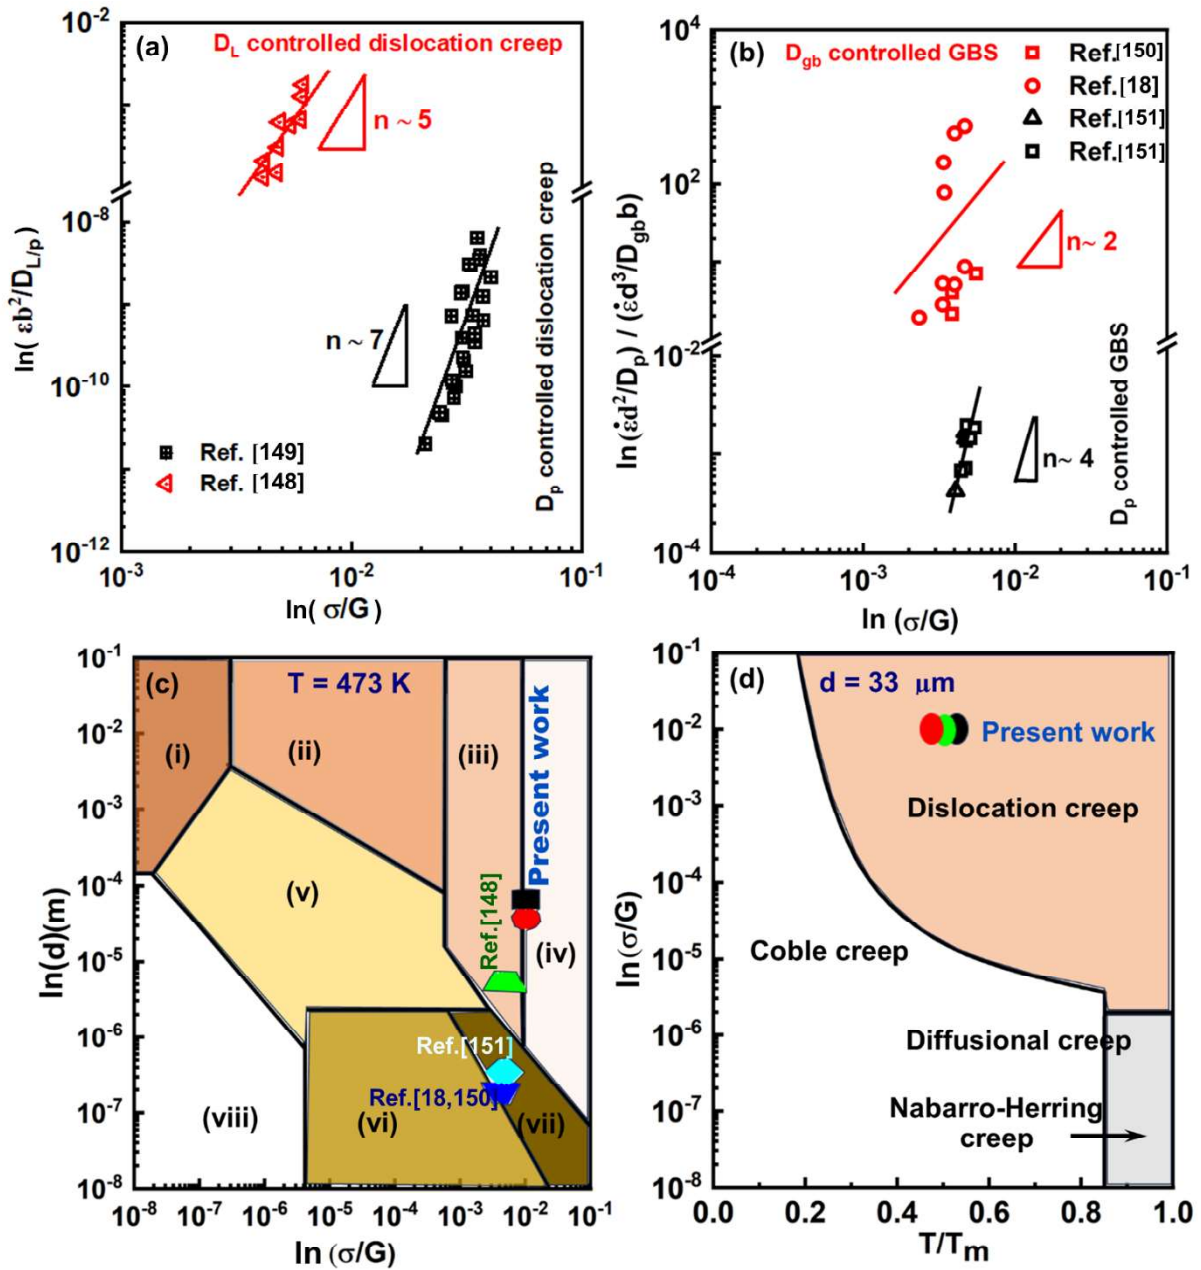 (a)
D_L controlled dislocation creep
n ~ 5
n ~ 7
D_p controlled dislocation creep
Ref. [149]
Ref. [148]
10^-2
10^-8
10^-10
10^-12
ln( εb²/D_L/p)
10^-3
10^-2
10^-1
ln( σ/G)
(b)
D_gb controlled GBS
Ref.[150]
Ref.[18]
Ref.[151]
Ref.[151]
n~ 2
n~ 4
D_p controlled GBS
10^4
10^2
10^-2
10^-4
ln (ε̇d²/D_p) / (ε̇d³/D_gb b)
10^-4
10^-3
10^-2
10^-1
ln (σ/G)
(c)
T = 473 K
(i)
(ii)
(iii)
Present work
Ref.[148]
(iv)
(v)
Ref.[151]
Ref.[18,150]
(vi)
(vii)
(viii)
10^-1
10^-2
10^-3
10^-4
10^-5
10^-6
10^-7
10^-8
ln(d)(m)
10^-8
10^-7
10^-6
10^-5
10^-4
10^-3
10^-2
10^-1
ln (σ/G)
(d)
d = 33 μm
Present work
Dislocation creep
Coble creep
Diffusional creep
Nabarro-Herring
creep
10^-1
10^-2
10^-3
10^-4
10^-5
10^-6
10^-7
10^-8
ln(σ/G)
0.0
0.2
0.4
0.6
0.8
1.0
T/T_m